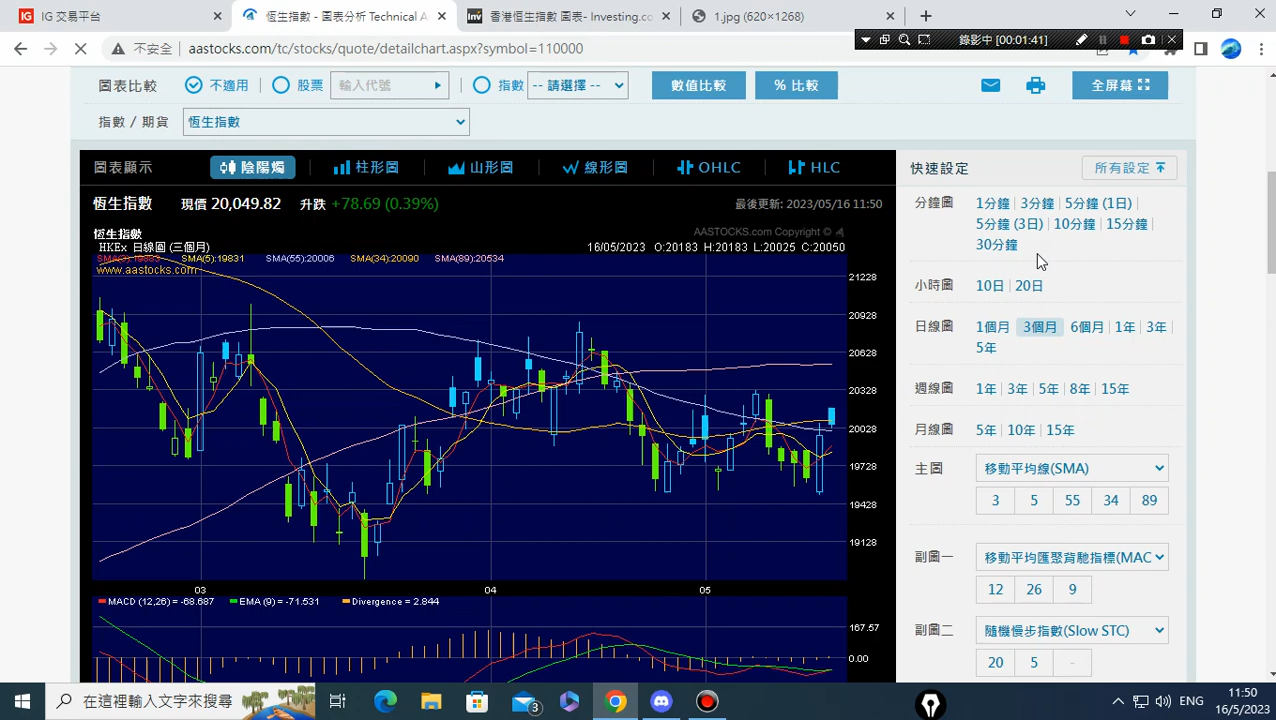 IG 交易平台
恆生指數 - 圖表分析 Technical A
香港恒生指數 圖表- Investing.co
1.jpg (620×1268)
不安全
aastocks.com/tc/stocks/quote/detailchart.aspx?symbol=110000
錄影中 [00:01:41]
圖表比較
不適用
股票
輸入代號
指數
-- 請選擇 --
數值比較
% 比較
全屏幕
指數 / 期貨
恆生指數
圖表顯示
陰陽燭
柱形圖
山形圖
線形圖
OHLC
HLC
快速設定
所有設定
恆生指數 現價 20,049.82 升跌 +78.69 (0.39%)
最後更新: 2023/05/16 11:50
恆生指數
AASTOCKS.com Copyright ©
HKEx 日線圖 (三個月)
16/05/2023 O:20183 H:20183 L:20025 C:20050
SMA(5):19831 SMA(55):20006 SMA(34):20090 SMA(89):20534
www.aastocks.com
21228
20928
20628
20328
20028
19728
19428
19128
03 04 05
MACD (12,26) = -68.687 EMA (9) = -71.531 Divergence = 2.844
167.57
0.00
分鐘圖
1分鐘 | 3分鐘 | 5分鐘 (1日) |
5分鐘 (3日) | 10分鐘 | 15分鐘 |
30分鐘
小時圖
10日 | 20日
日線圖
1個月 3個月 6個月 | 1年 | 3年 |
5年
週線圖
1年 | 3年 | 5年 | 8年 | 15年
月線圖
5年 | 10年 | 15年
主圖
移動平均線(SMA)
3 5 55 34 89
副圖一
移動平均匯聚背馳指標(MAC
12 26 9
副圖二
隨機慢步指數(Slow STC)
20 5 -
在這裡輸入文字來搜尋
3
ENG
11:50
16/5/2023